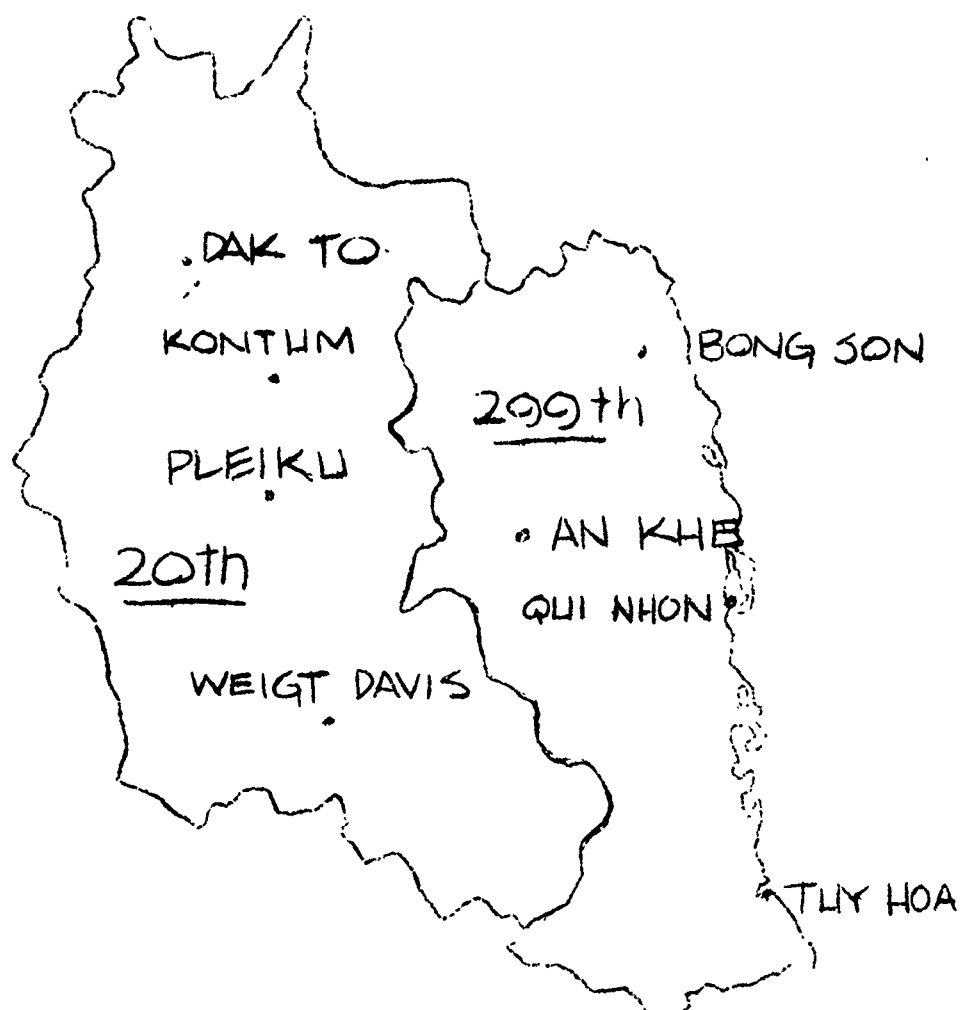 DAK TO
KONTUM
BONG SON
299th
PLEIKU
AN KHE
20th
QUI NHON
WEIGT DAVIS
TUY HOA